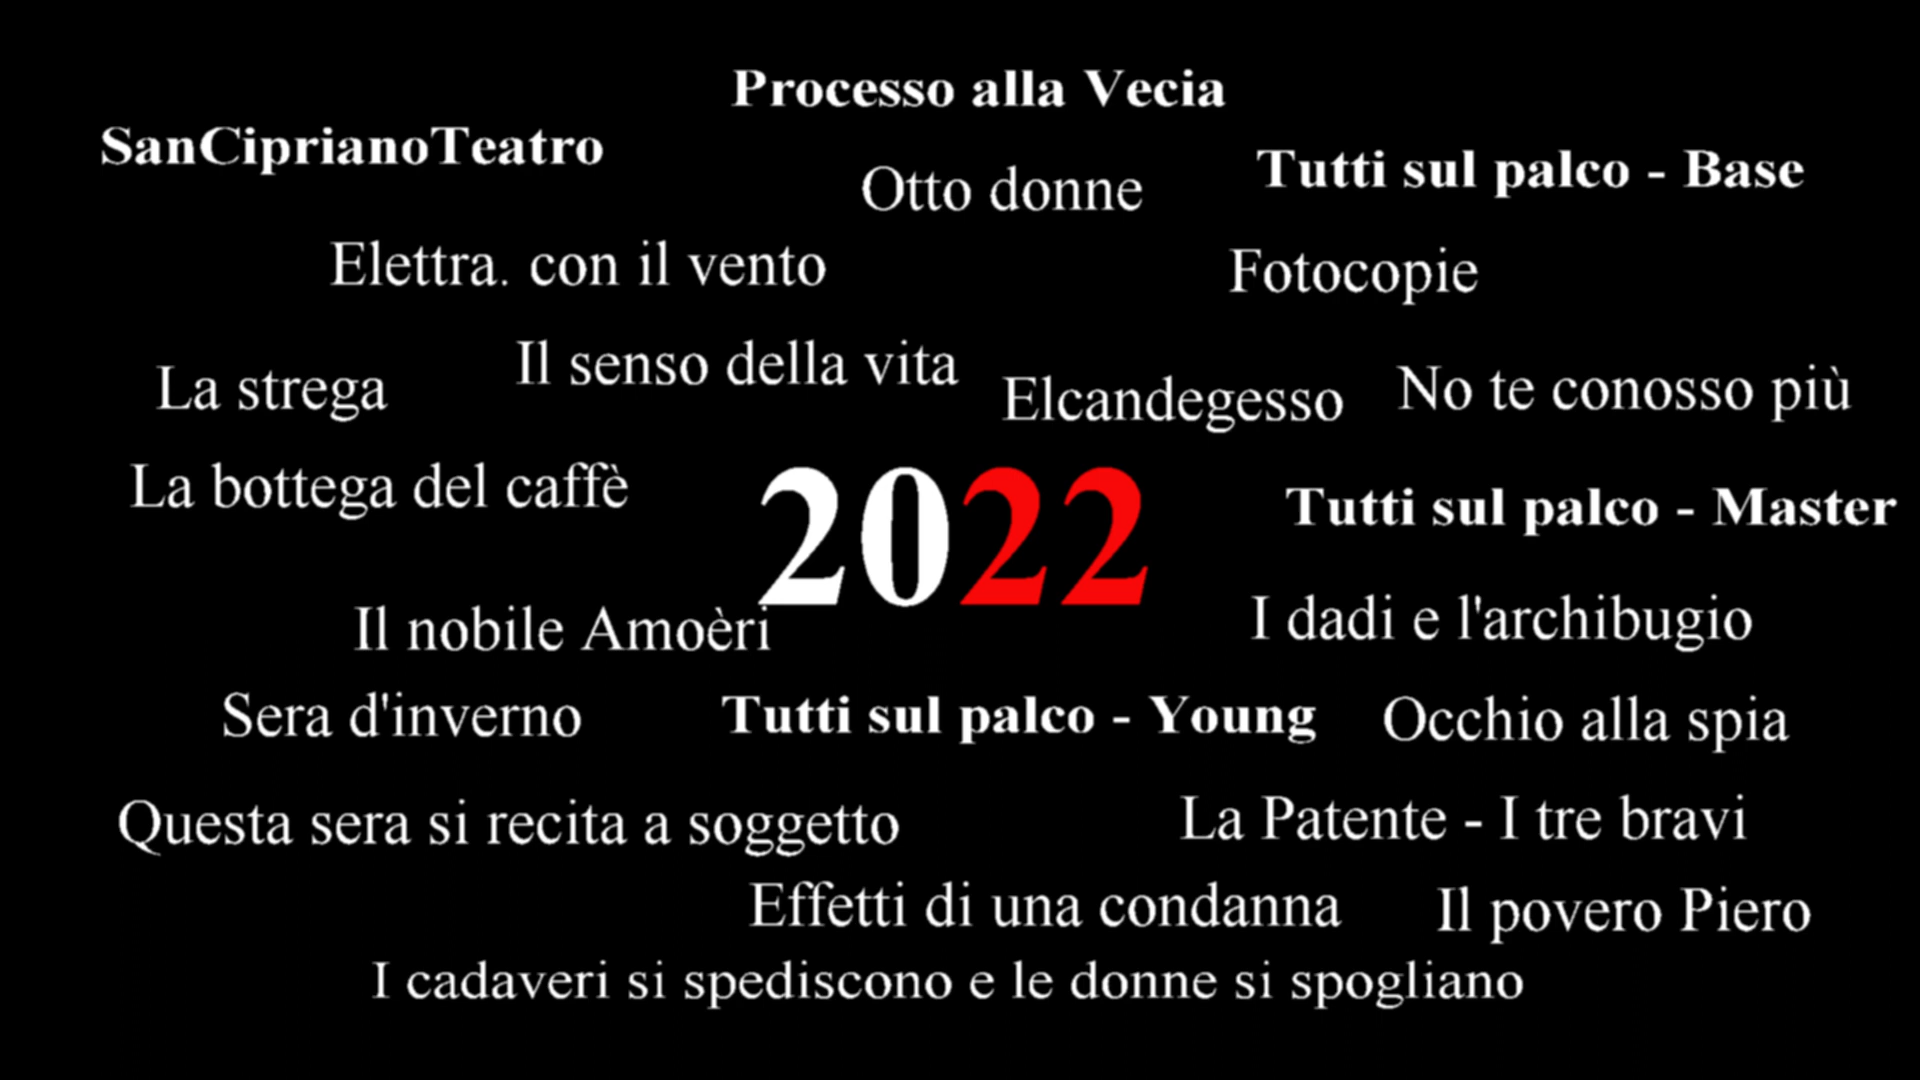 Processo alla Vecia
SanCiprianoTeatro
Tutti sul palco - Base
Otto donne
Elettra. con il vento
Fotocopie
Il senso della vita
La strega
Elcandegesso
No te conosso più
La bottega del caffè
2022
Tutti sul palco - Master
Il nobile Amoèri
I dadi e l'archibugio
Sera d'inverno
Tutti sul palco - Young
Occhio alla spia
Questa sera si recita a soggetto
La Patente - I tre bravi
Effetti di una condanna
Il povero Piero
I cadaveri si spediscono e le donne si spogliano